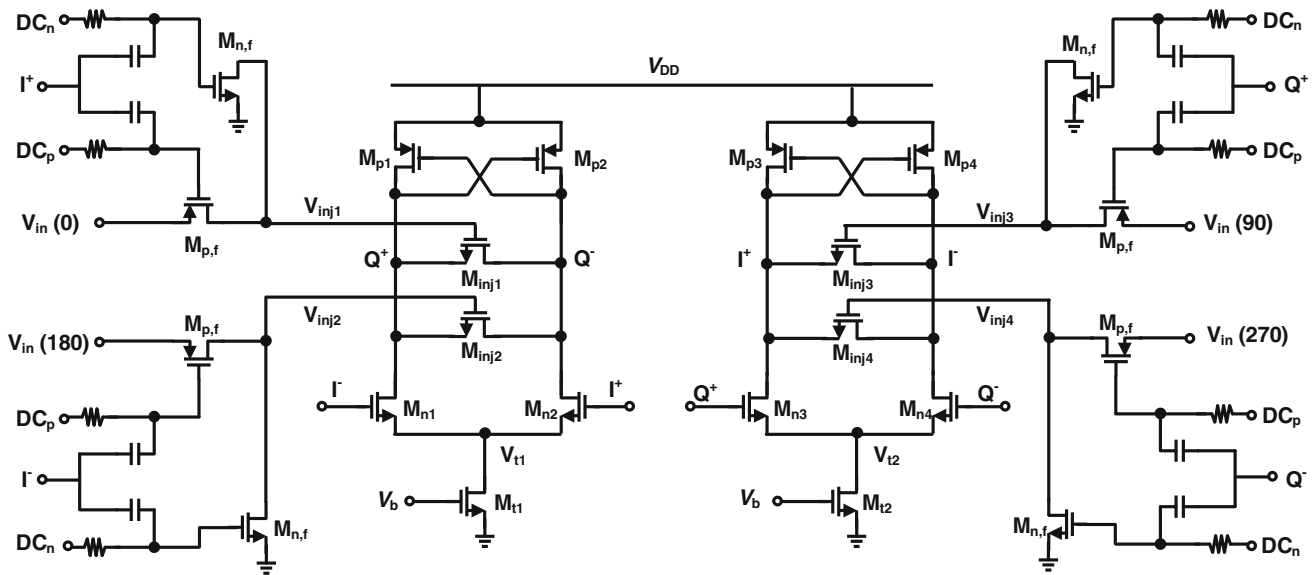 DCn
Mn,f
I+
DCp
Vin (0)
Mp,f
Vinj1
VDD
Mp1
Mp2
Q+
Q-
Minj1
Vinj2
Minj2
Mp,f
Vin (180)
DCp
I-
DCn
Mn,f
I-
Mn1
Mn2
I+
Vt1
Vb
Mt1
Mp3
Mp4
Vinj3
I+
I-
Minj3
Vinj4
Minj4
Q+
Mn3
Mn4
Q-
Vt2
Vb
Mt2
Mn,f
DCn
Q+
DCp
Vin (90)
Mp,f
Mp,f
Vin (270)
DCp
Q-
Mn,f
DCn